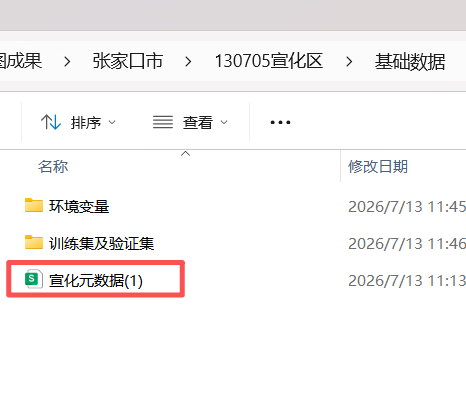 图成果 > 张家口市 > 130705宣化区 > 基础数据
排序 查看 ...
名称 修改日期
环境变量 2026/7/13 11:45
训练集及验证集 2026/7/13 11:46
宣化元数据(1) 2026/7/13 11:13